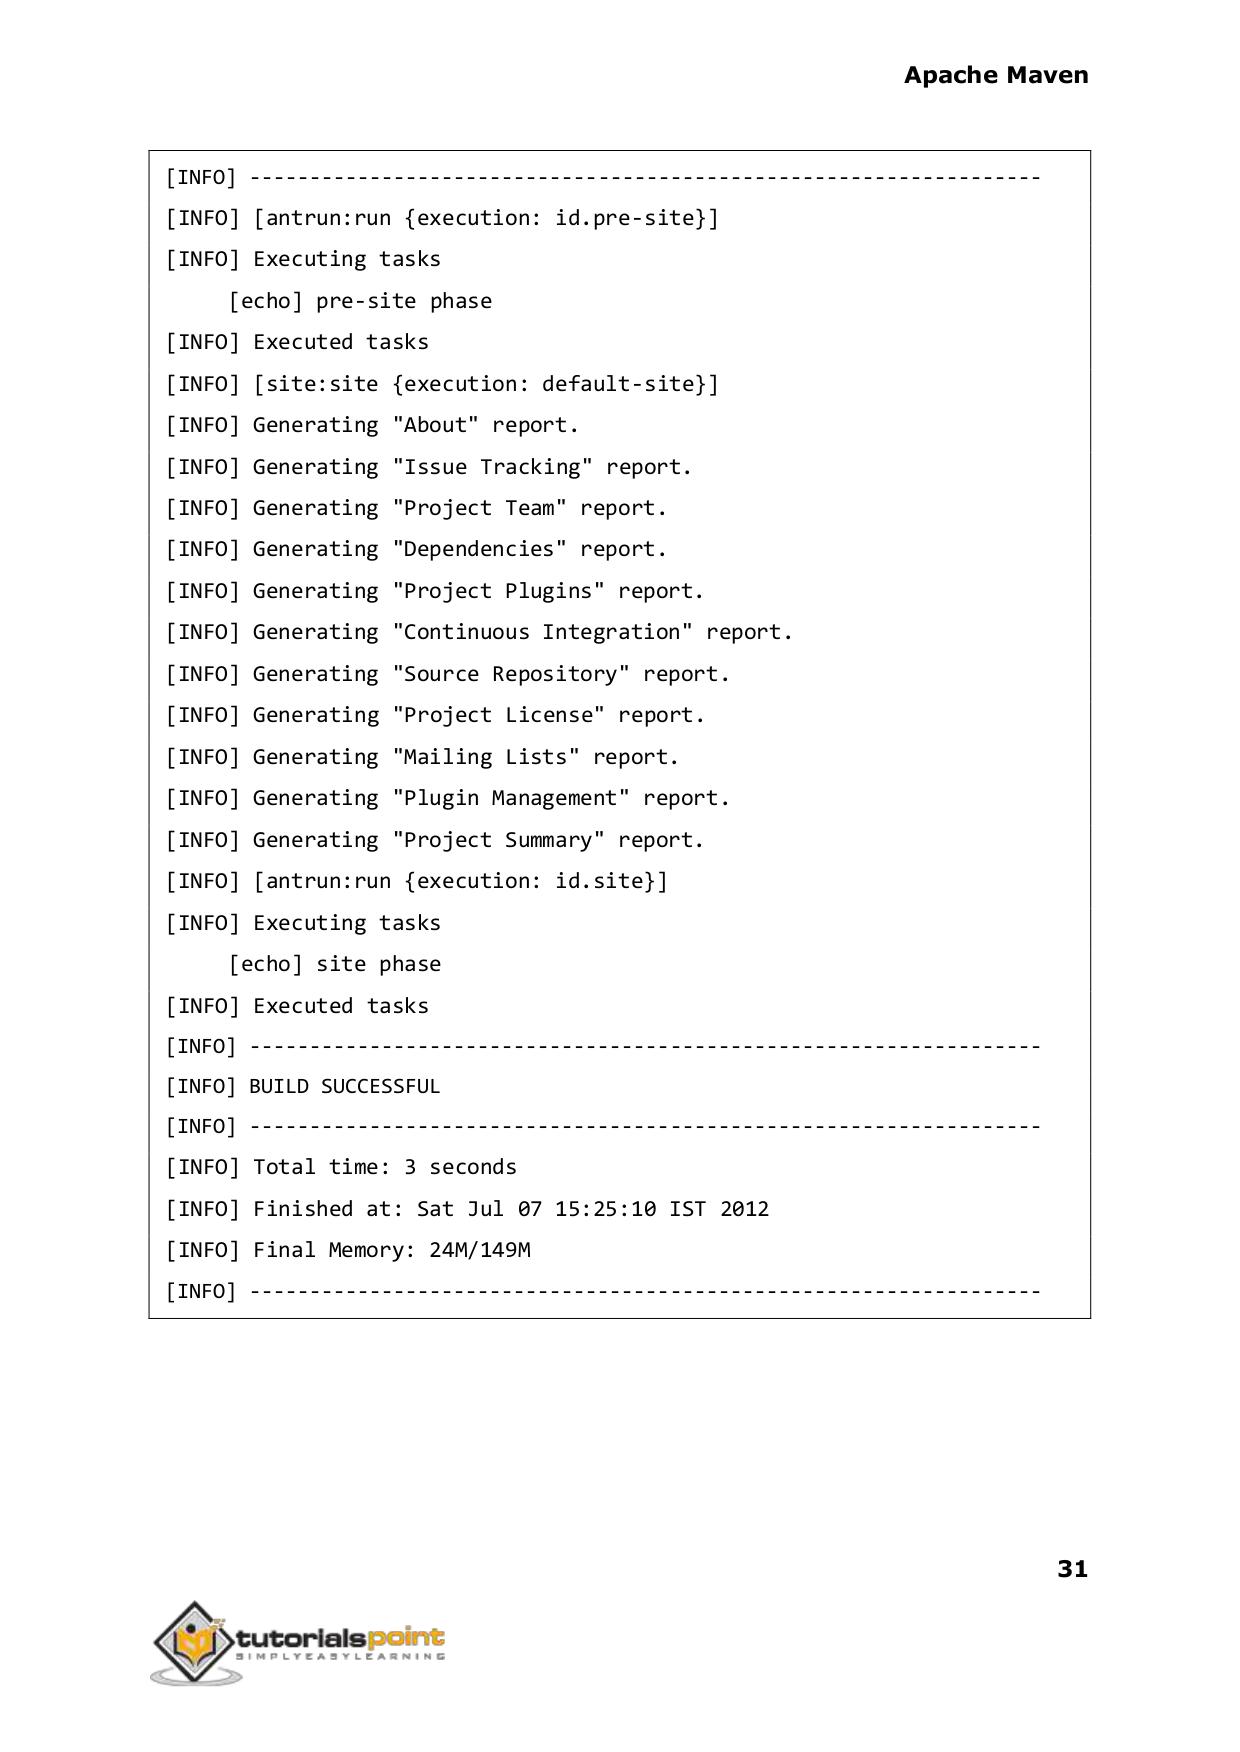 Apache Maven
[INFO] ------------------------------------------------------------------
[INFO] [antrun:run {execution: id.pre-site}]
[INFO] Executing tasks
[echo] pre-site phase
[INFO] Executed tasks
[INFO] [site:site {execution: default-site}]
[INFO] Generating "About" report.
[INFO] Generating "Issue Tracking" report.
[INFO] Generating "Project Team" report.
[INFO] Generating "Dependencies" report.
[INFO] Generating "Project Plugins" report.
[INFO] Generating "Continuous Integration" report.
[INFO] Generating "Source Repository" report.
[INFO] Generating "Project License" report.
[INFO] Generating "Mailing Lists" report.
[INFO] Generating "Plugin Management" report.
[INFO] Generating "Project Summary" report.
[INFO] [antrun:run {execution: id.site}]
[INFO] Executing tasks
[echo] site phase
[INFO] Executed tasks
[INFO] ------------------------------------------------------------------
[INFO] BUILD SUCCESSFUL
[INFO] ------------------------------------------------------------------
[INFO] Total time: 3 seconds
[INFO] Finished at: Sat Jul 07 15:25:10 IST 2012
[INFO] Final Memory: 24M/149M
[INFO] ------------------------------------------------------------------
31
tutorialspoint
SIMPLYEASYLEARNING